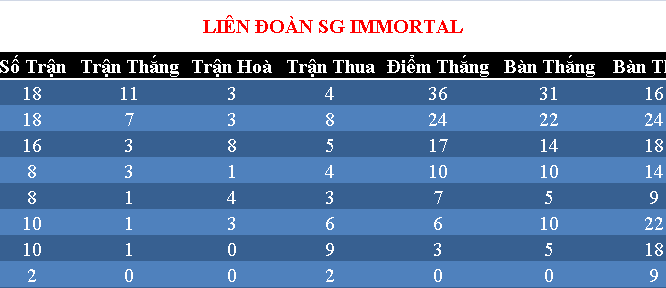 LIÊN ĐOÀN SG IMMORTAL
Số Trận Trận Thắng Trận Hoà Trận Thua Điểm Thắng Bàn Thắng Bàn
18 11 3 4 36 31 16
18 7 3 8 24 22 24
16 3 8 5 17 14 18
8 3 1 4 10 10 14
8 1 4 3 7 5 9
10 1 3 6 6 10 22
10 1 0 9 3 5 18
2 0 0 2 0 0 9